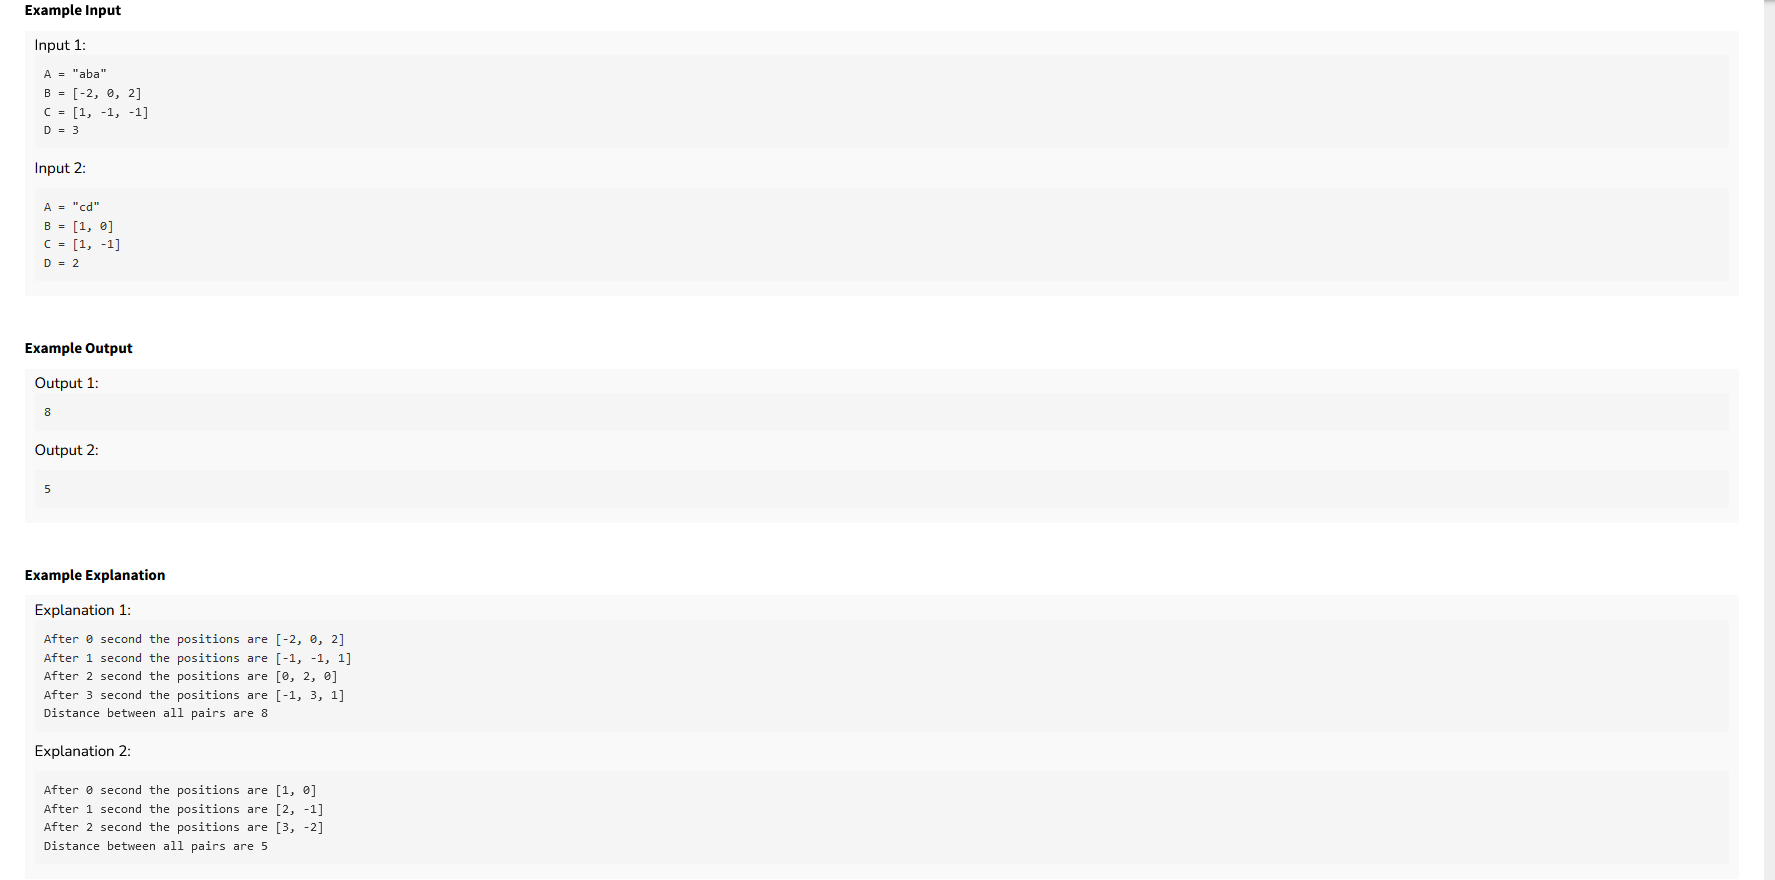 Example Input
Input 1:
A = "aba"
B = [-2, 0, 2]
C = [1, -1, -1]
D = 3
Input 2:
A = "cd"
B = [1, 0]
C = [1, -1]
D = 2
Example Output
Output 1:
8
Output 2:
5
Example Explanation
Explanation 1:
After 0 second the positions are [-2, 0, 2]
After 1 second the positions are [-1, -1, 1]
After 2 second the positions are [0, 2, 0]
After 3 second the positions are [-1, 3, 1]
Distance between all pairs are 8
Explanation 2:
After 0 second the positions are [1, 0]
After 1 second the positions are [2, -1]
After 2 second the positions are [3, -2]
Distance between all pairs are 5